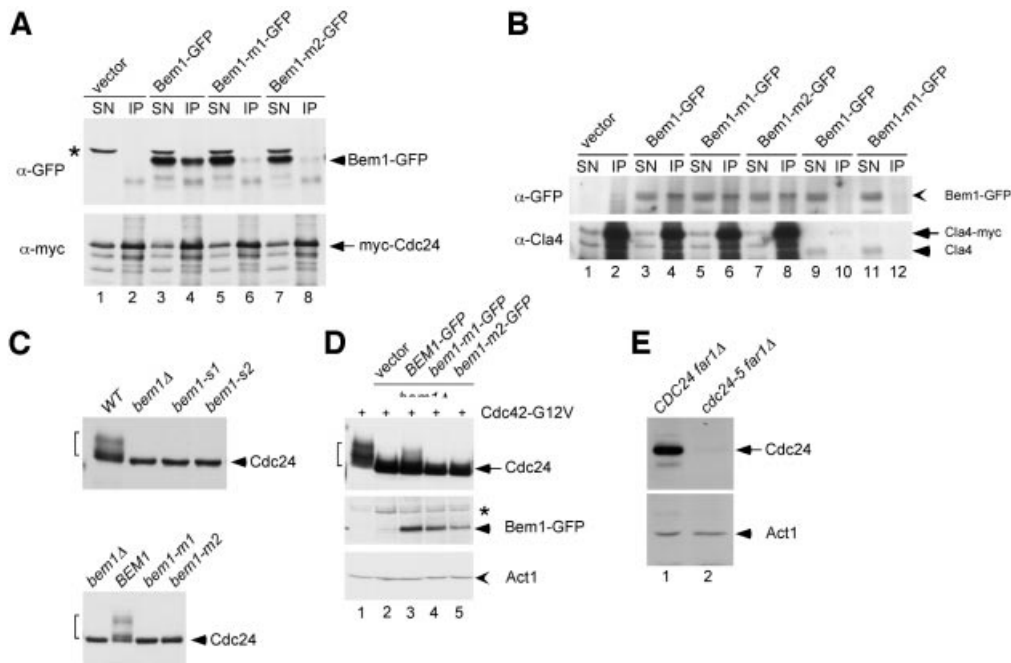 A
vector
Bem1-GFP
Bem1-m1-GFP
Bem1-m2-GFP
SN IP SN IP SN IP SN IP
*
α-GFP
Bem1-GFP
α-myc
myc-Cdc24
1 2 3 4 5 6 7 8
B
vector
Bem1-GFP
Bem1-m1-GFP
Bem1-m2-GFP
Bem1-GFP
Bem1-m1-GFP
SN IP SN IP SN IP SN IP SN IP SN IP
α-GFP
Bem1-GFP
α-Cla4
Cla4-myc
Cla4
1 2 3 4 5 6 7 8 9 10 11 12
C
WT
bem1Δ
bem1-s1
bem1-s2
Cdc24
bem1Δ
BEM1
bem1-m1
bem1-m2
Cdc24
D
vector
BEM1-GFP
bem1-m1-GFP
bem1-m2-GFP
+ + + + + Cdc42-G12V
Cdc24
*
Bem1-GFP
Act1
1 2 3 4 5
E
CDC24 far1Δ
cdc24-5 far1Δ
Cdc24
Act1
1 2